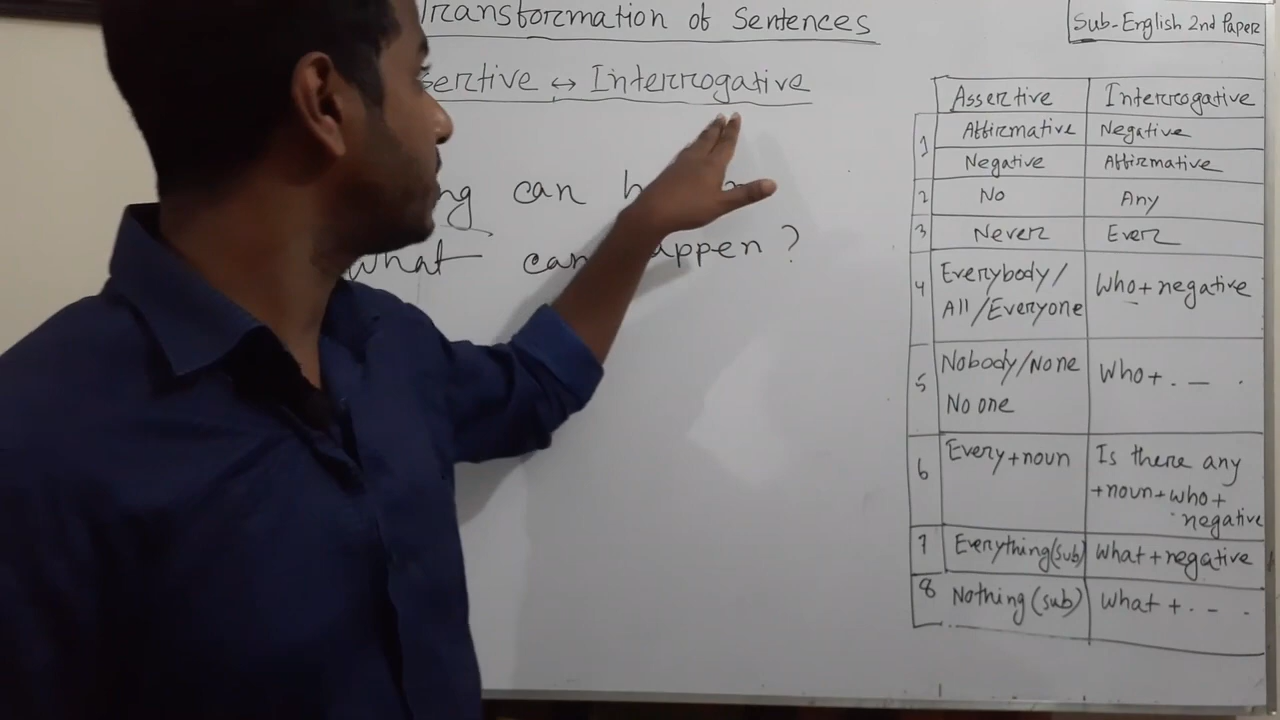 Transformation of Sentences
Sub-English 2nd Paper
↔ Interrogative
can
What can happen?
Assertive Interrogative
1 Affirmative Negative
Negative Affirmative
2 No Any
3 Never Ever
4 Everybody/ Who + negative
All/Everyone
5 Nobody/None Who + . — .
No one
6 Every + noun Is there any
+ noun + who +
negative
7 Everything (sub) What + negative
8 Nothing (sub) What + . - .